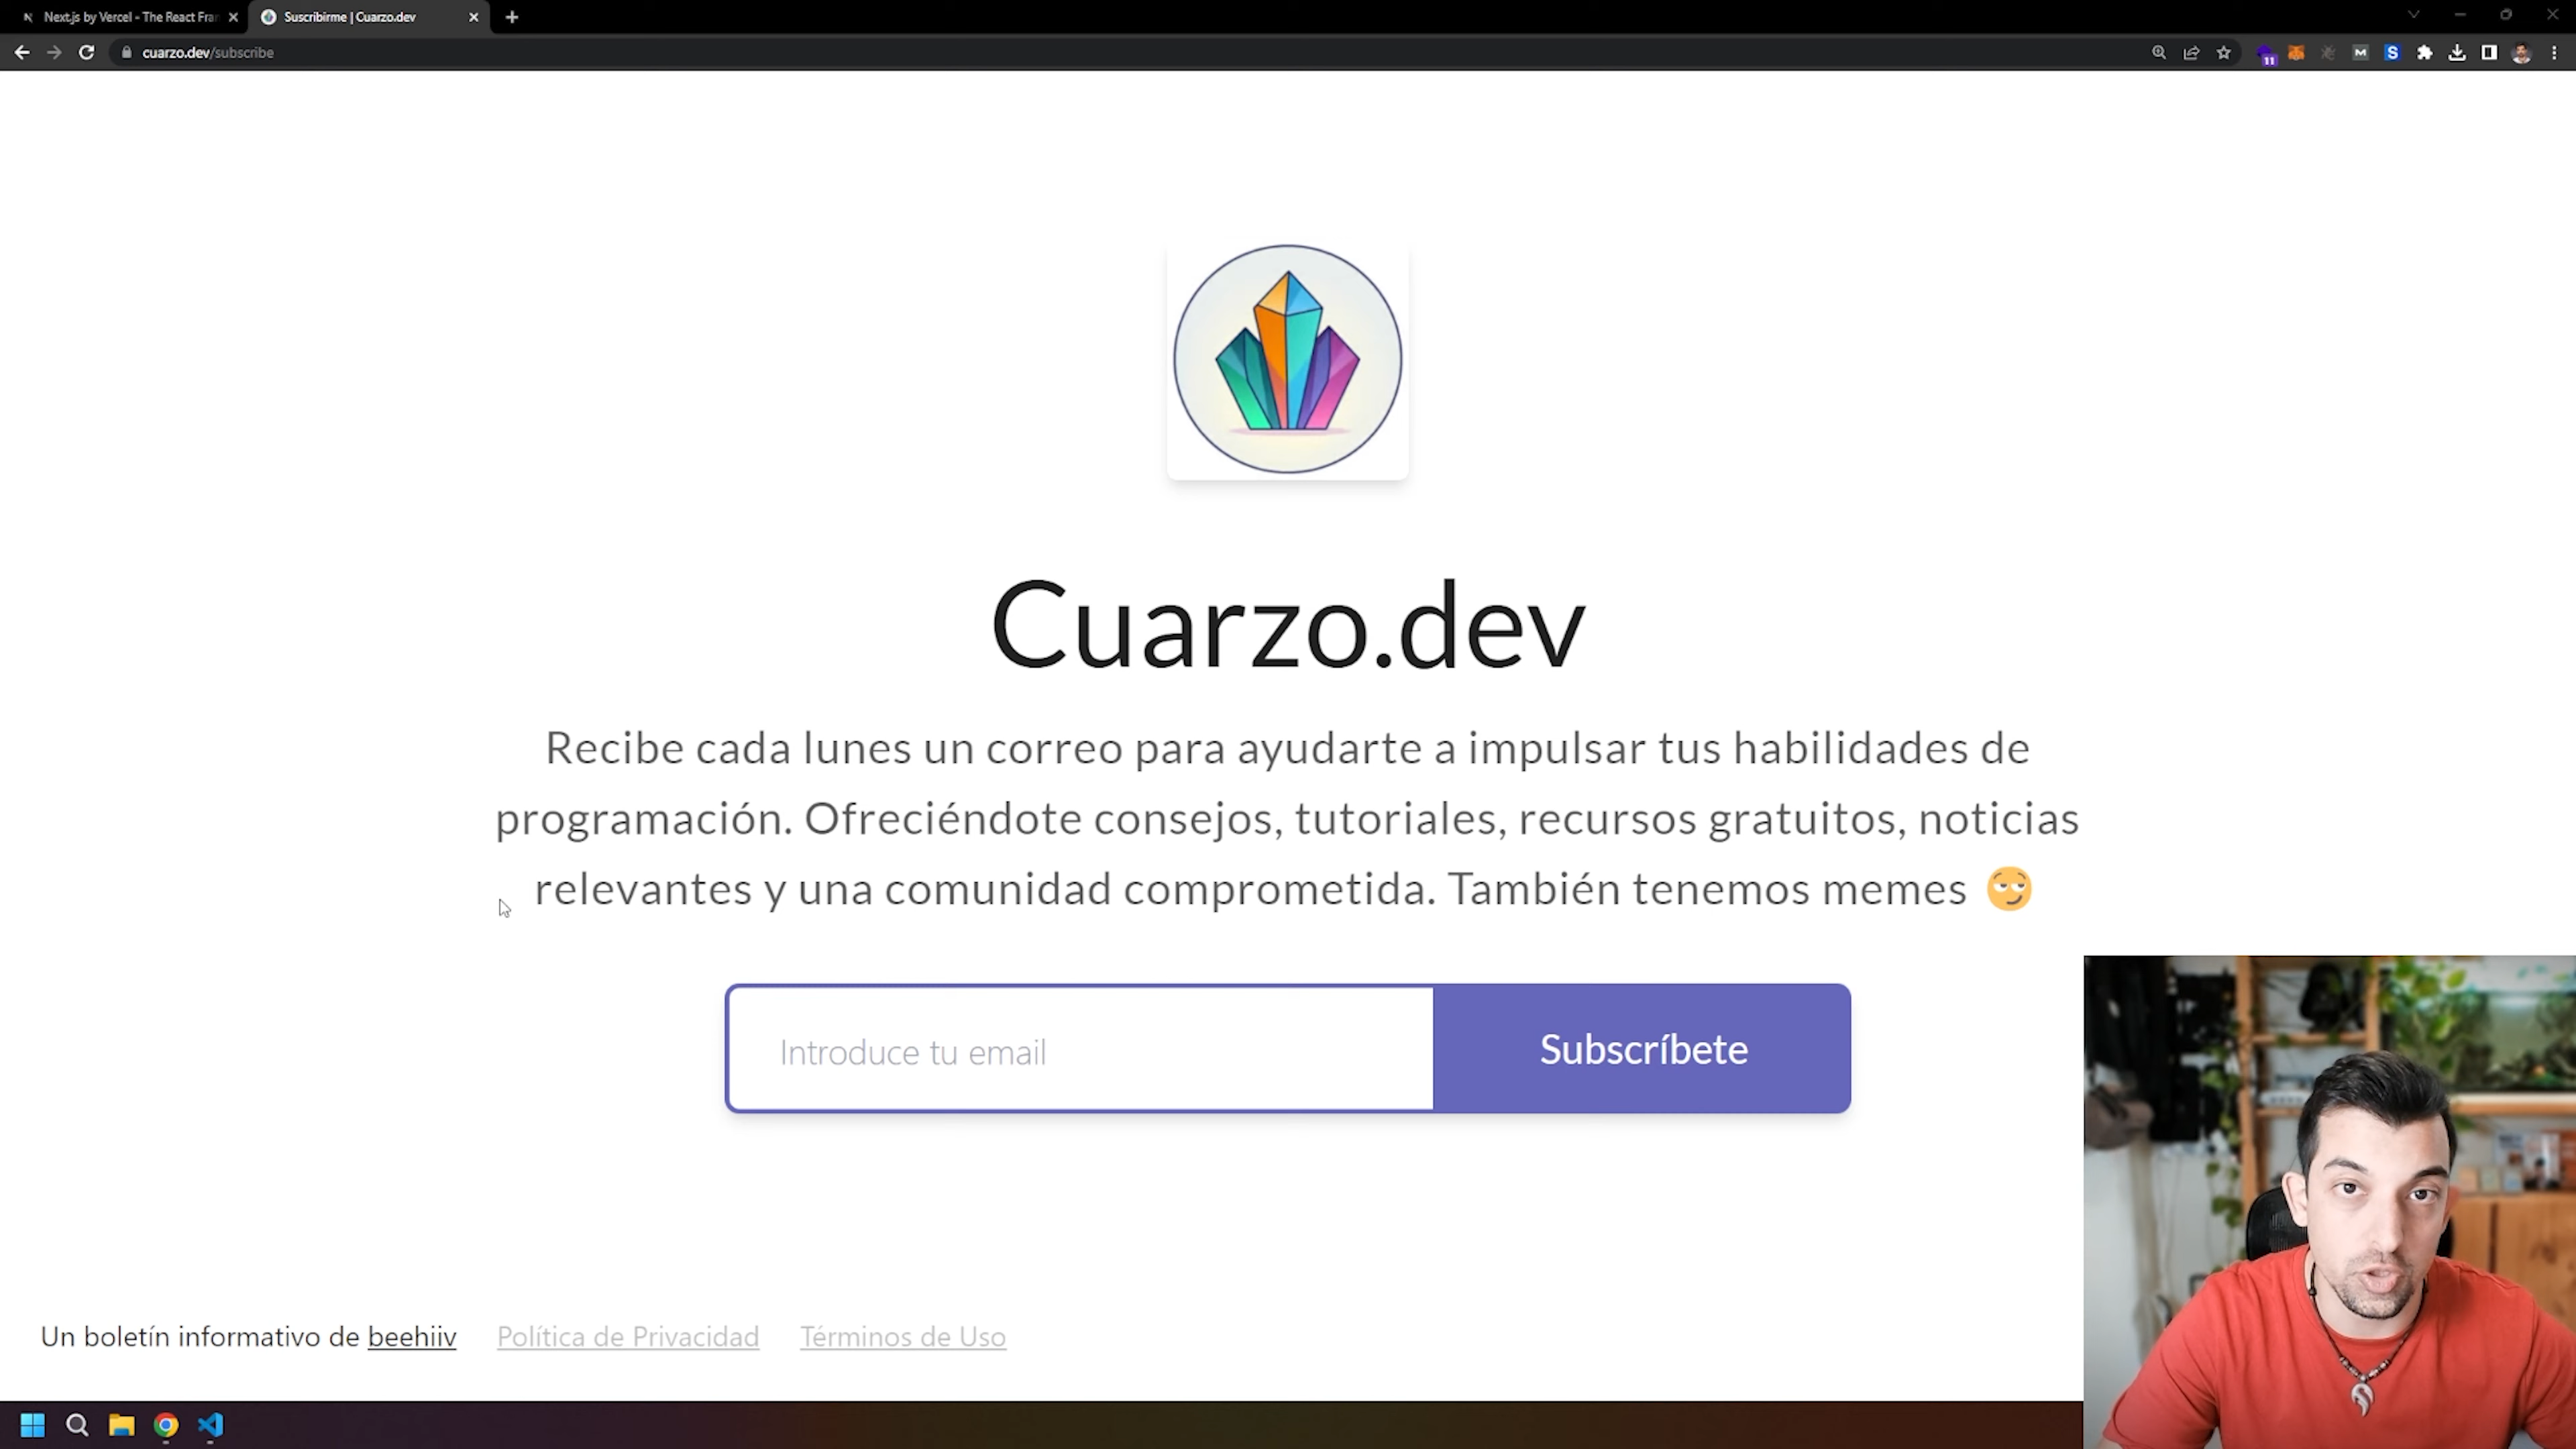 Next.js by Vercel - The React Fra
Suscribirme | Cuarzo.dev
cuarzo.dev/subscribe
11
M
S
Cuarzo.dev
Recibe cada lunes un correo para ayudarte a impulsar tus habilidades de
programación. Ofreciéndote consejos, tutoriales, recursos gratuitos, noticias
relevantes y una comunidad comprometida. También tenemos memes 😏
Introduce tu email
Subscríbete
Un boletín informativo de beehiiv
Política de Privacidad
Términos de Uso